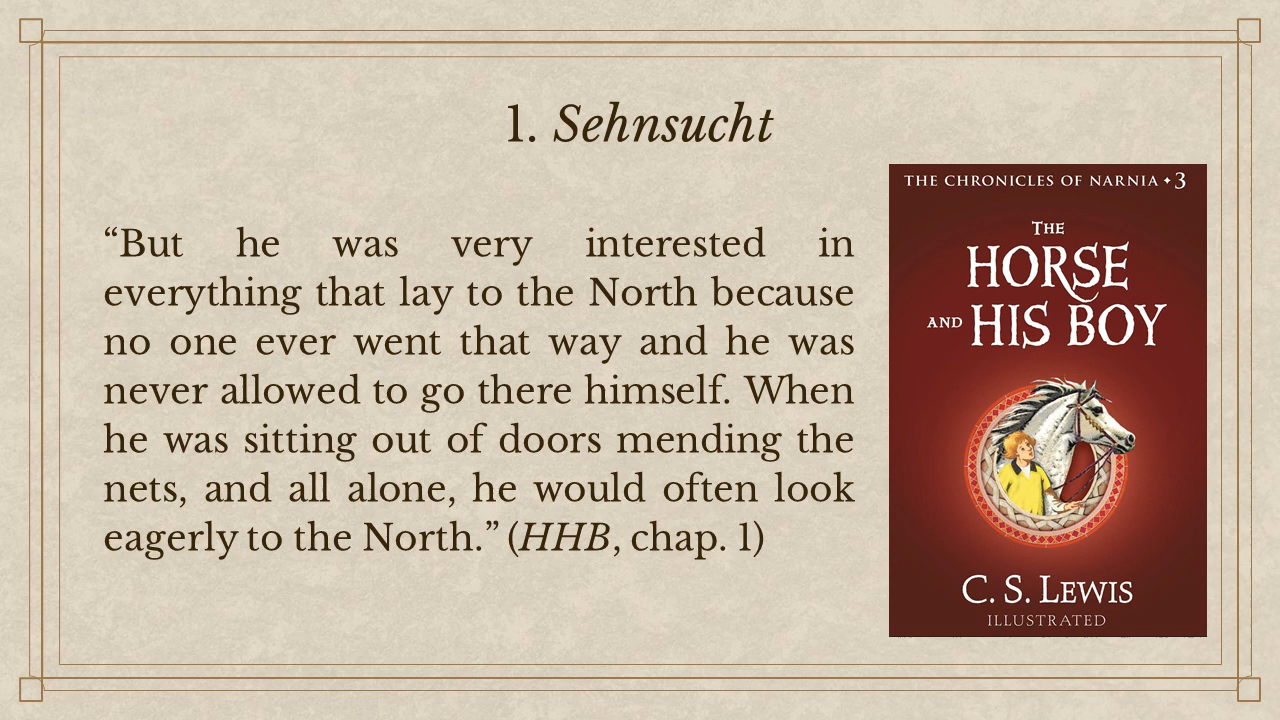 1. Sehnsucht
“But he was very interested in
everything that lay to the North because
no one ever went that way and he was
never allowed to go there himself. When
he was sitting out of doors mending the
nets, and all alone, he would often look
eagerly to the North.” (HHB, chap. 1)
THE CHRONICLES OF NARNIA ✦ 3
THE
HORSE
AND HIS BOY
C. S. LEWIS
ILLUSTRATED